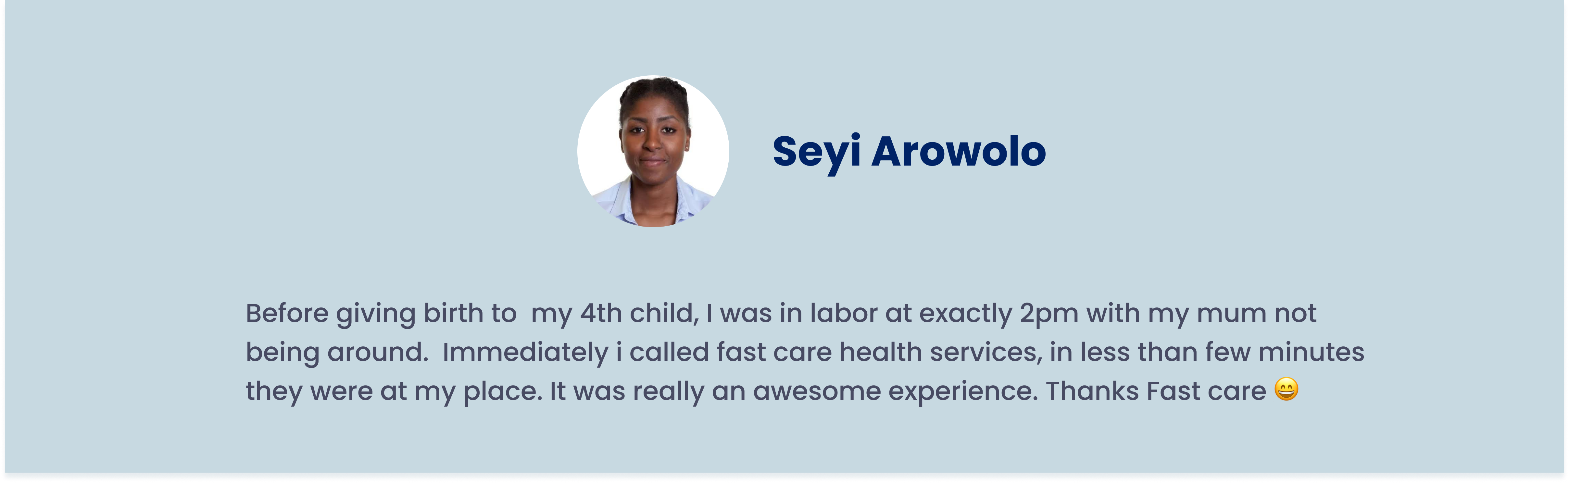 Seyi Arowolo
Before giving birth to  my 4th child, I was in labor at exactly 2pm with my mum not
being around.  Immediately i called fast care health services, in less than few minutes
they were at my place. It was really an awesome experience. Thanks Fast care 😄